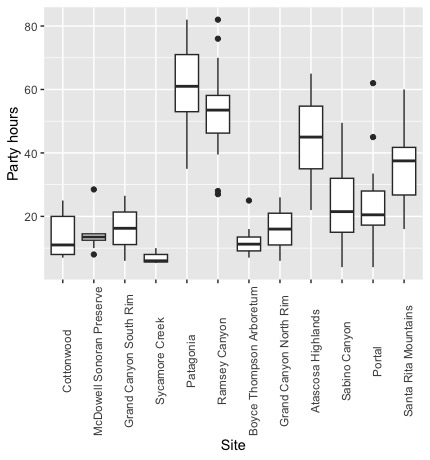 80
60
40
20
Party hours
Cottonwood
McDowell Sonoran Preserve
Grand Canyon South Rim
Sycamore Creek
Patagonia
Ramsey Canyon
Boyce Thompson Arboretum
Grand Canyon North Rim
Atascosa Highlands
Sabino Canyon
Portal
Santa Rita Mountains
Site